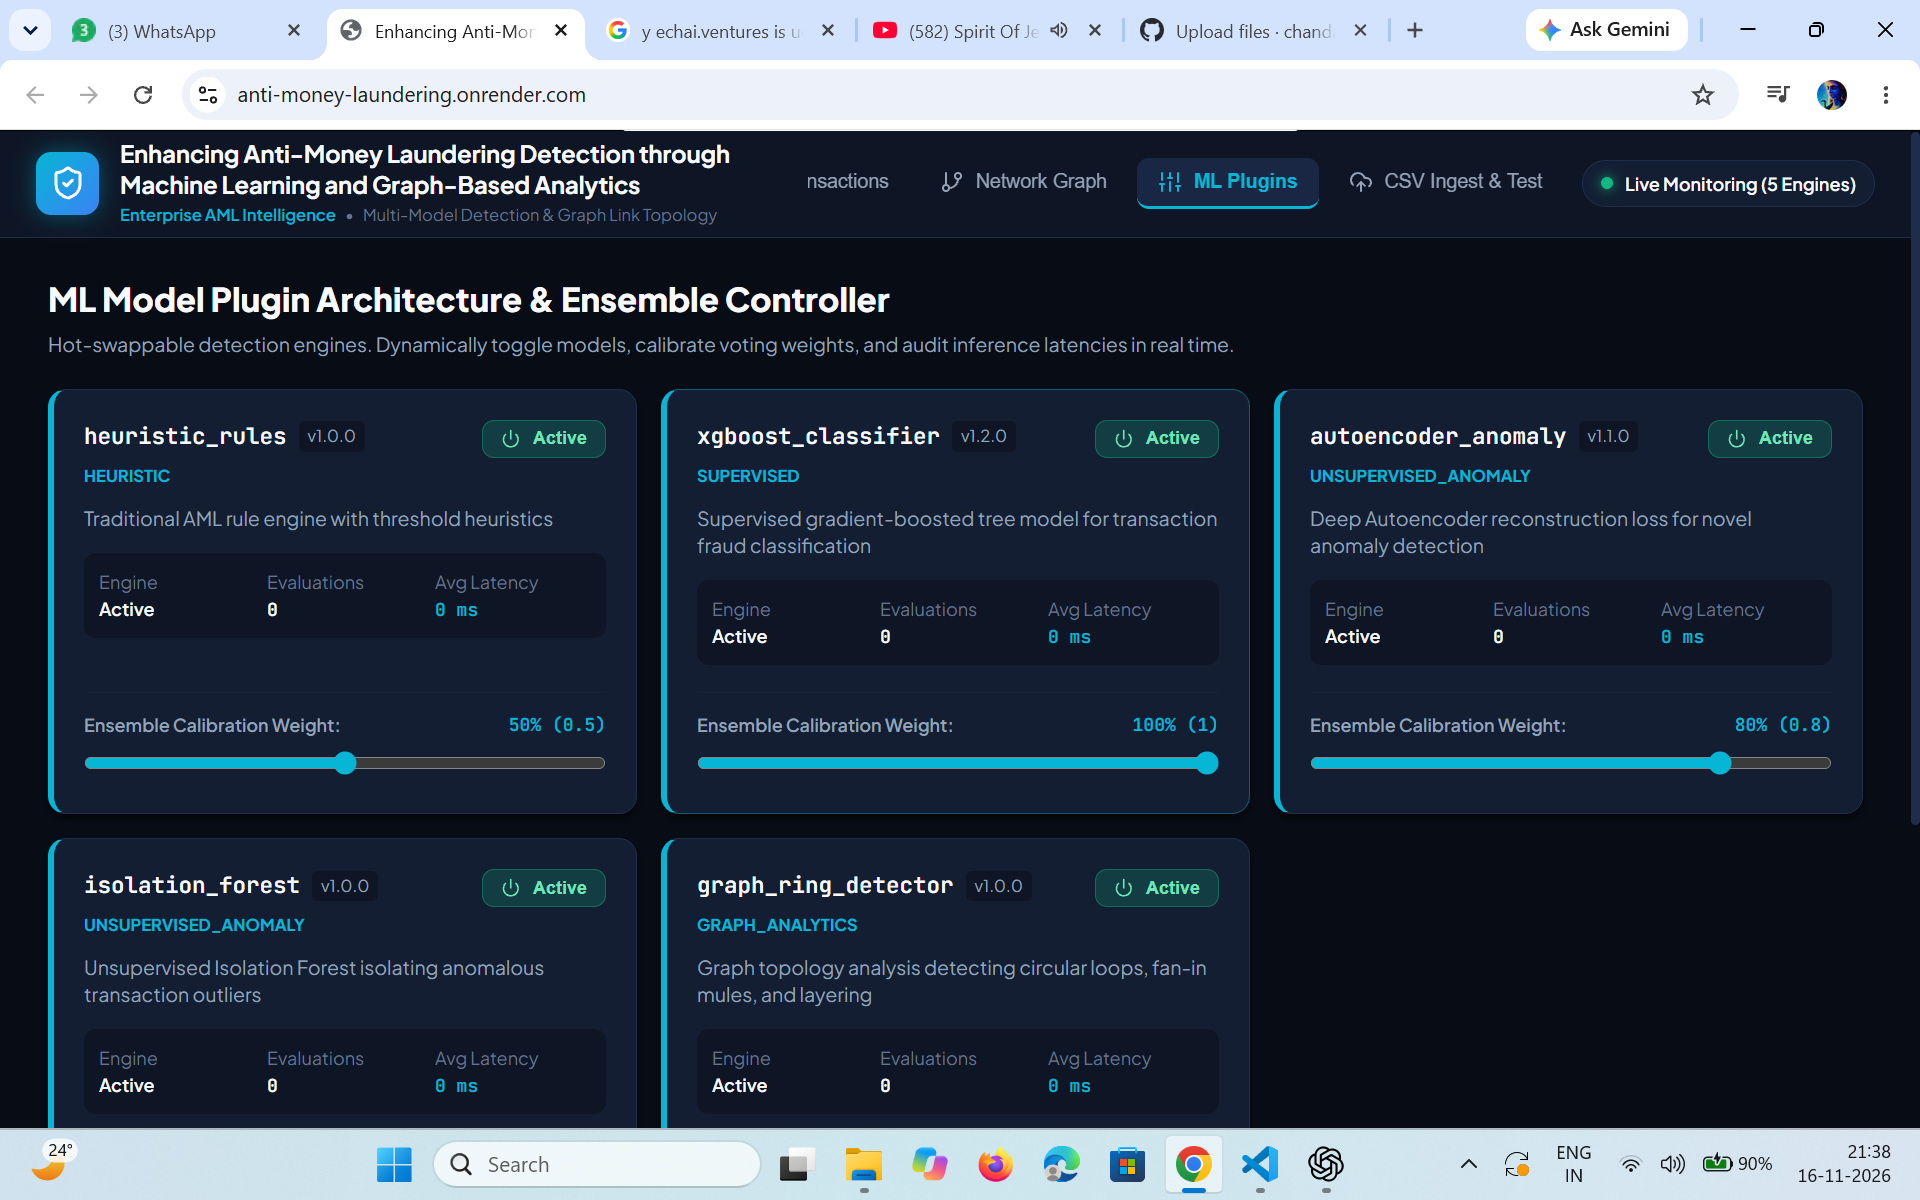 3
(3) WhatsApp
Enhancing Anti-Mor
y echai.ventures is u
(582) Spirit Of Je
Upload files · chand
Ask Gemini
anti-money-laundering.onrender.com
Enhancing Anti-Money Laundering Detection through
Machine Learning and Graph-Based Analytics
Enterprise AML Intelligence • Multi-Model Detection & Graph Link Topology
nsactions
Network Graph
ML Plugins
CSV Ingest & Test
Live Monitoring (5 Engines)
ML Model Plugin Architecture & Ensemble Controller
Hot-swappable detection engines. Dynamically toggle models, calibrate voting weights, and audit inference latencies in real time.
heuristic_rules v1.0.0 Active
HEURISTIC
Traditional AML rule engine with threshold heuristics
Engine Evaluations Avg Latency
Active 0 0 ms
Ensemble Calibration Weight: 50% (0.5)
xgboost_classifier v1.2.0 Active
SUPERVISED
Supervised gradient-boosted tree model for transaction
fraud classification
Engine Evaluations Avg Latency
Active 0 0 ms
Ensemble Calibration Weight: 100% (1)
autoencoder_anomaly v1.1.0 Active
UNSUPERVISED_ANOMALY
Deep Autoencoder reconstruction loss for novel
anomaly detection
Engine Evaluations Avg Latency
Active 0 0 ms
Ensemble Calibration Weight: 80% (0.8)
isolation_forest v1.0.0 Active
UNSUPERVISED_ANOMALY
Unsupervised Isolation Forest isolating anomalous
transaction outliers
Engine Evaluations Avg Latency
Active 0 0 ms
graph_ring_detector v1.0.0 Active
GRAPH_ANALYTICS
Graph topology analysis detecting circular loops, fan-in
mules, and layering
Engine Evaluations Avg Latency
Active 0 0 ms
24°
Search
ENG
IN
90%
21:38
16-11-2026